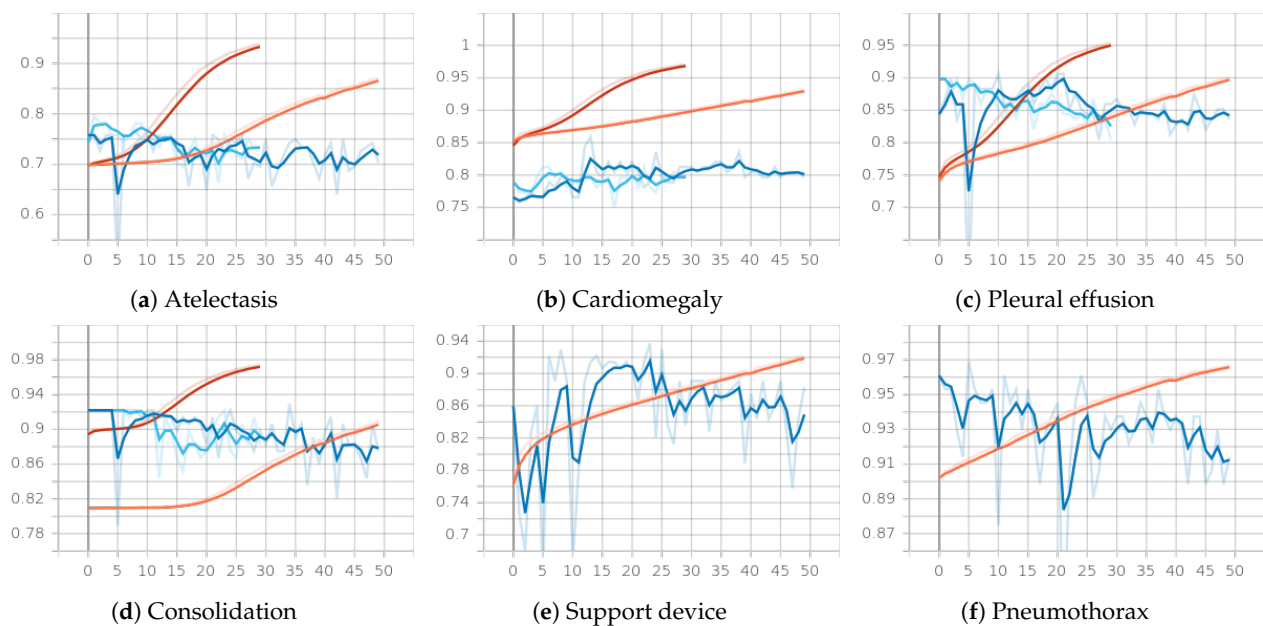 0.9
0.8
0.7
0.6
0 5 10 15 20 25 30 35 40 45 50
(a) Atelectasis
1
0.95
0.9
0.85
0.8
0.75
0 5 10 15 20 25 30 35 40 45 50
(b) Cardiomegaly
0.95
0.9
0.85
0.8
0.75
0.7
0 5 10 15 20 25 30 35 40 45 50
(c) Pleural effusion
0.98
0.94
0.9
0.86
0.82
0.78
0 5 10 15 20 25 30 35 40 45 50
(d) Consolidation
0.94
0.9
0.86
0.82
0.78
0.74
0.7
0 5 10 15 20 25 30 35 40 45 50
(e) Support device
0.97
0.95
0.93
0.91
0.89
0.87
0 5 10 15 20 25 30 35 40 45 50
(f) Pneumothorax